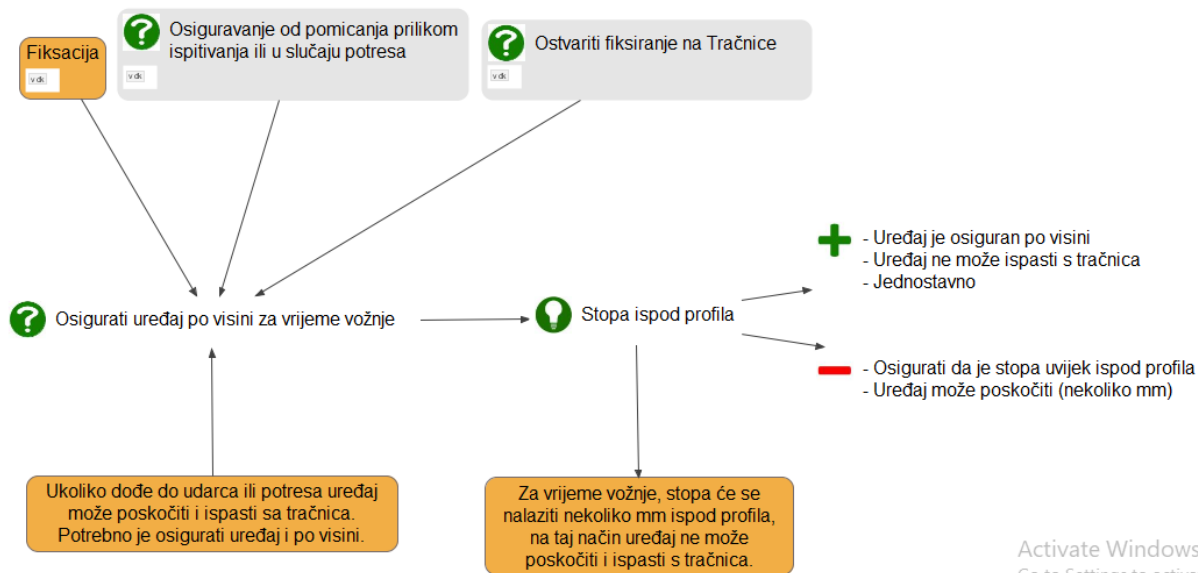 Fiksacija
v dk
Osiguravanje od pomicanja prilikom
ispitivanja ili u slučaju potresa
v dk
Ostvariti fiksiranje na Tračnice
v dk
- Uređaj je osiguran po visini
- Uređaj ne može ispasti s tračnica
- Jednostavno
Osigurati uređaj po visini za vrijeme vožnje
Stopa ispod profila
- Osigurati da je stopa uvijek ispod profila
- Uređaj može poskočiti (nekoliko mm)
Ukoliko dođe do udarca ili potresa uređaj
može poskočiti i ispasti sa tračnica.
Potrebno je osigurati uređaj i po visini.
Za vrijeme vožnje, stopa će se
nalaziti nekoliko mm ispod profila,
na taj način uređaj ne može
poskočiti i ispasti s tračnica.
Activate Windows